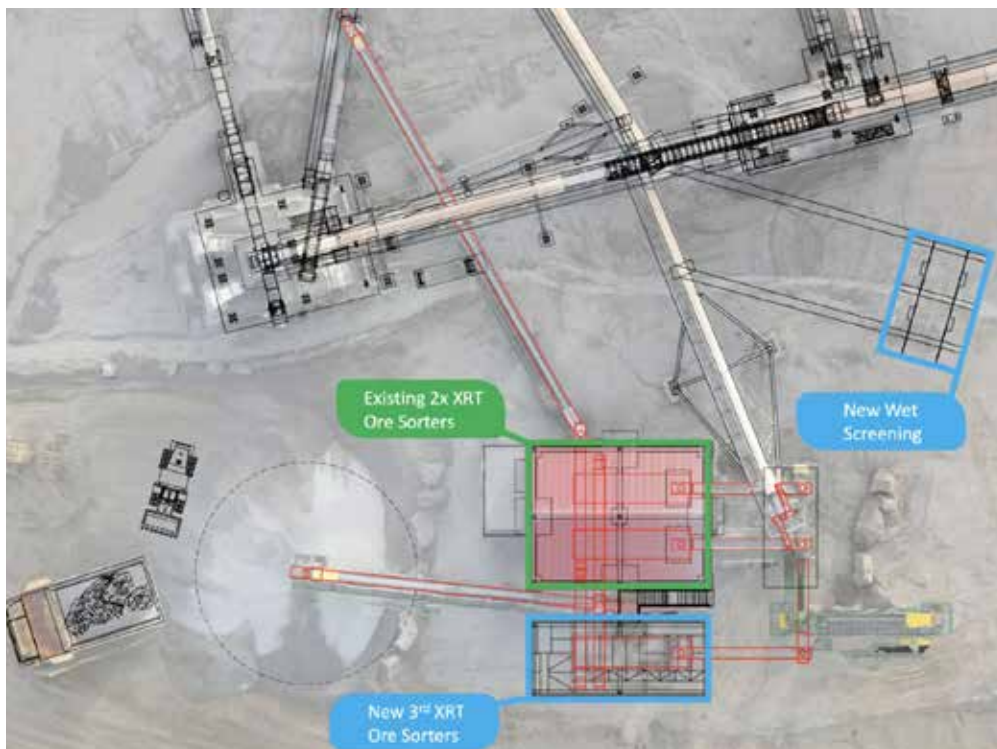 Existing 2x XRT
Ore Sorters
New Wet
Screening
New 3rd XRT
Ore Sorters